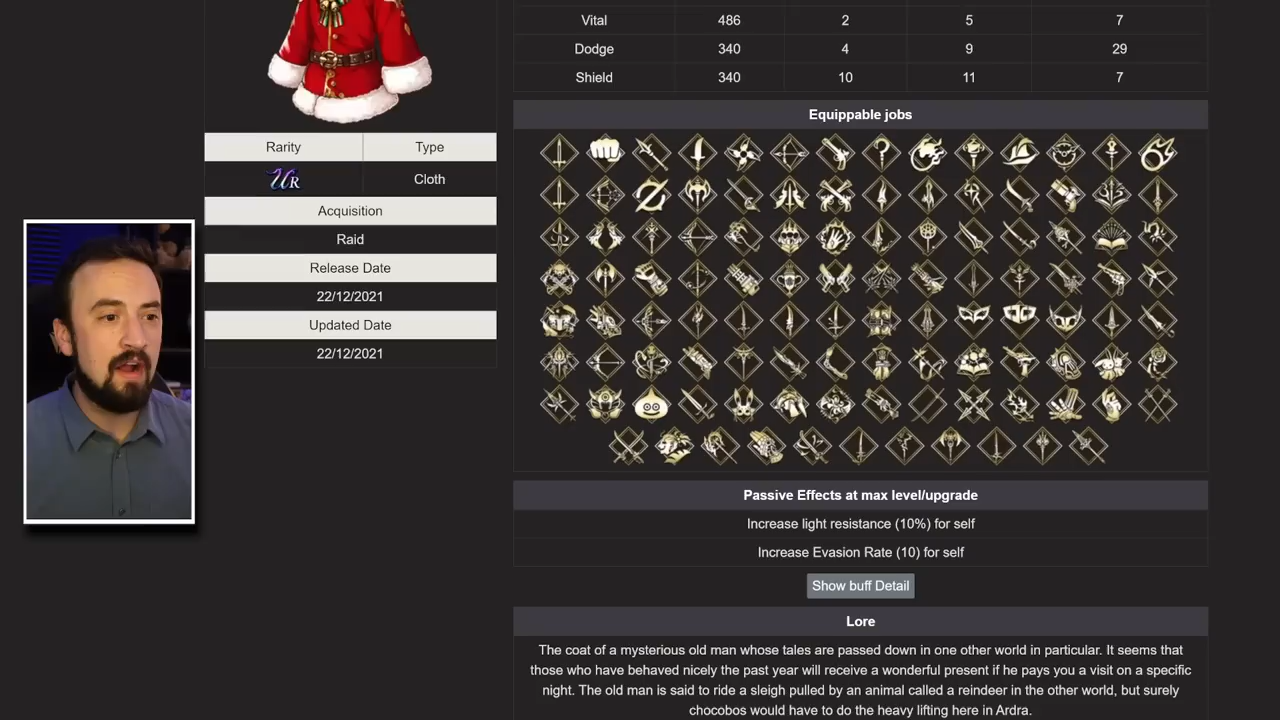 Vital 486 2 5 7
Dodge 340 4 9 29
Shield 340 10 11 7
Equippable jobs
Rarity Type
UR Cloth
Acquisition
Raid
Release Date
22/12/2021
Updated Date
22/12/2021
Passive Effects at max level/upgrade
Increase light resistance (10%) for self
Increase Evasion Rate (10) for self
Show buff Detail
Lore
The coat of a mysterious old man whose tales are passed down in one other world in particular. It seems that
those who have behaved nicely the past year will receive a wonderful present if he pays you a visit on a specific
night. The old man is said to ride a sleigh pulled by an animal called a reindeer in the other world, but surely
chocobos would have to do the heavy lifting here in Ardra.